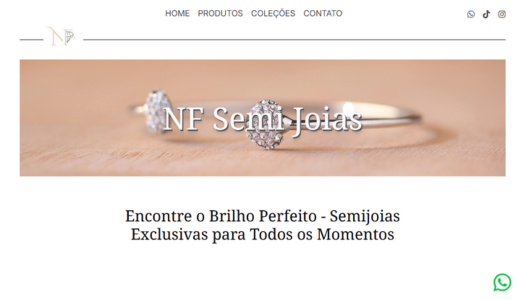 HOME PRODUTOS COLEÇÕES CONTATO
NF
NF Semi Joias
Encontre o Brilho Perfeito - Semijoias
Exclusivas para Todos os Momentos